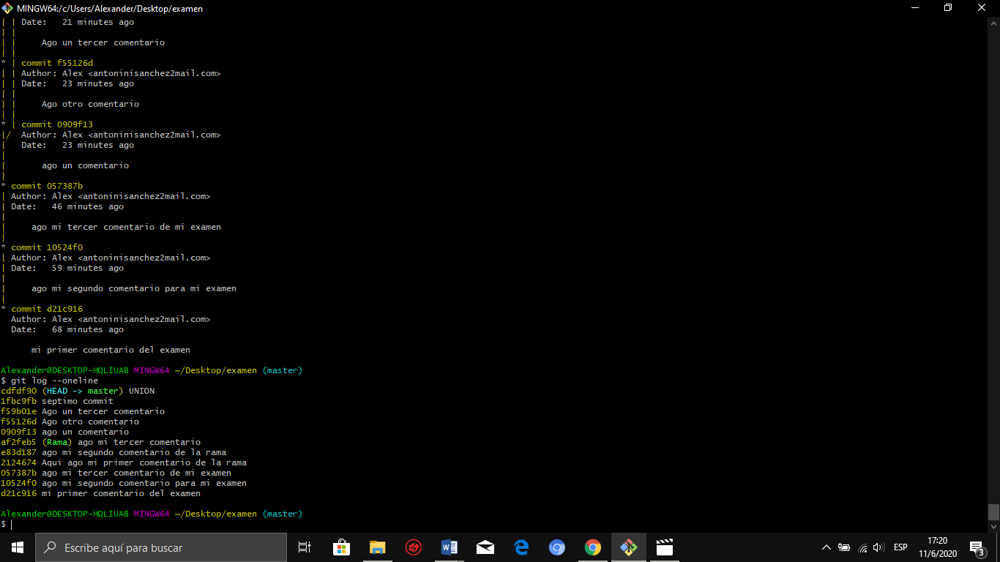 MINGW64:/c/Users/Alexander/Desktop/examen
| | Date:   21 minutes ago
| |
| |     Ago un tercer comentario
| |
* | commit f55126d
| | Author: Alex <antoninisanchez2mail.com>
| | Date:   23 minutes ago
| |
| |     Ago otro comentario
| |
* | commit 0909f13
|/  Author: Alex <antoninisanchez2mail.com>
|   Date:   23 minutes ago
|
|       ago un comentario
|
* commit 057387b
| Author: Alex <antoninisanchez2mail.com>
| Date:   46 minutes ago
|
|     ago mi tercer comentario de mi examen
|
* commit 10524f0
| Author: Alex <antoninisanchez2mail.com>
| Date:   59 minutes ago
|
|     ago mi segundo comentario para mi examen
|
* commit d21c916
  Author: Alex <antoninisanchez2mail.com>
  Date:   68 minutes ago
      mi primer comentario del examen
Alexander@DESKTOP-HQLIUAB MINGW64 ~/Desktop/examen (master)
$ git log --oneline
cdfdf90 (HEAD -> master) UNION
1fbc9fb septimo commit
f59b01e Ago un tercer comentario
f55126d Ago otro comentario
0909f13 ago un comentario
af2feb5 (Rama) ago mi tercer comentario
e83d187 ago mi segundo comentario de la rama
2124674 Aqui ago mi primer comentario de la rama
057387b ago mi tercer comentario de mi examen
10524f0 ago mi segundo comentario para mi examen
d21c916 mi primer comentario del examen
Alexander@DESKTOP-HQLIUAB MINGW64 ~/Desktop/examen (master)
$
Escribe aquí para buscar
ESP
17:20
11/6/2020
3